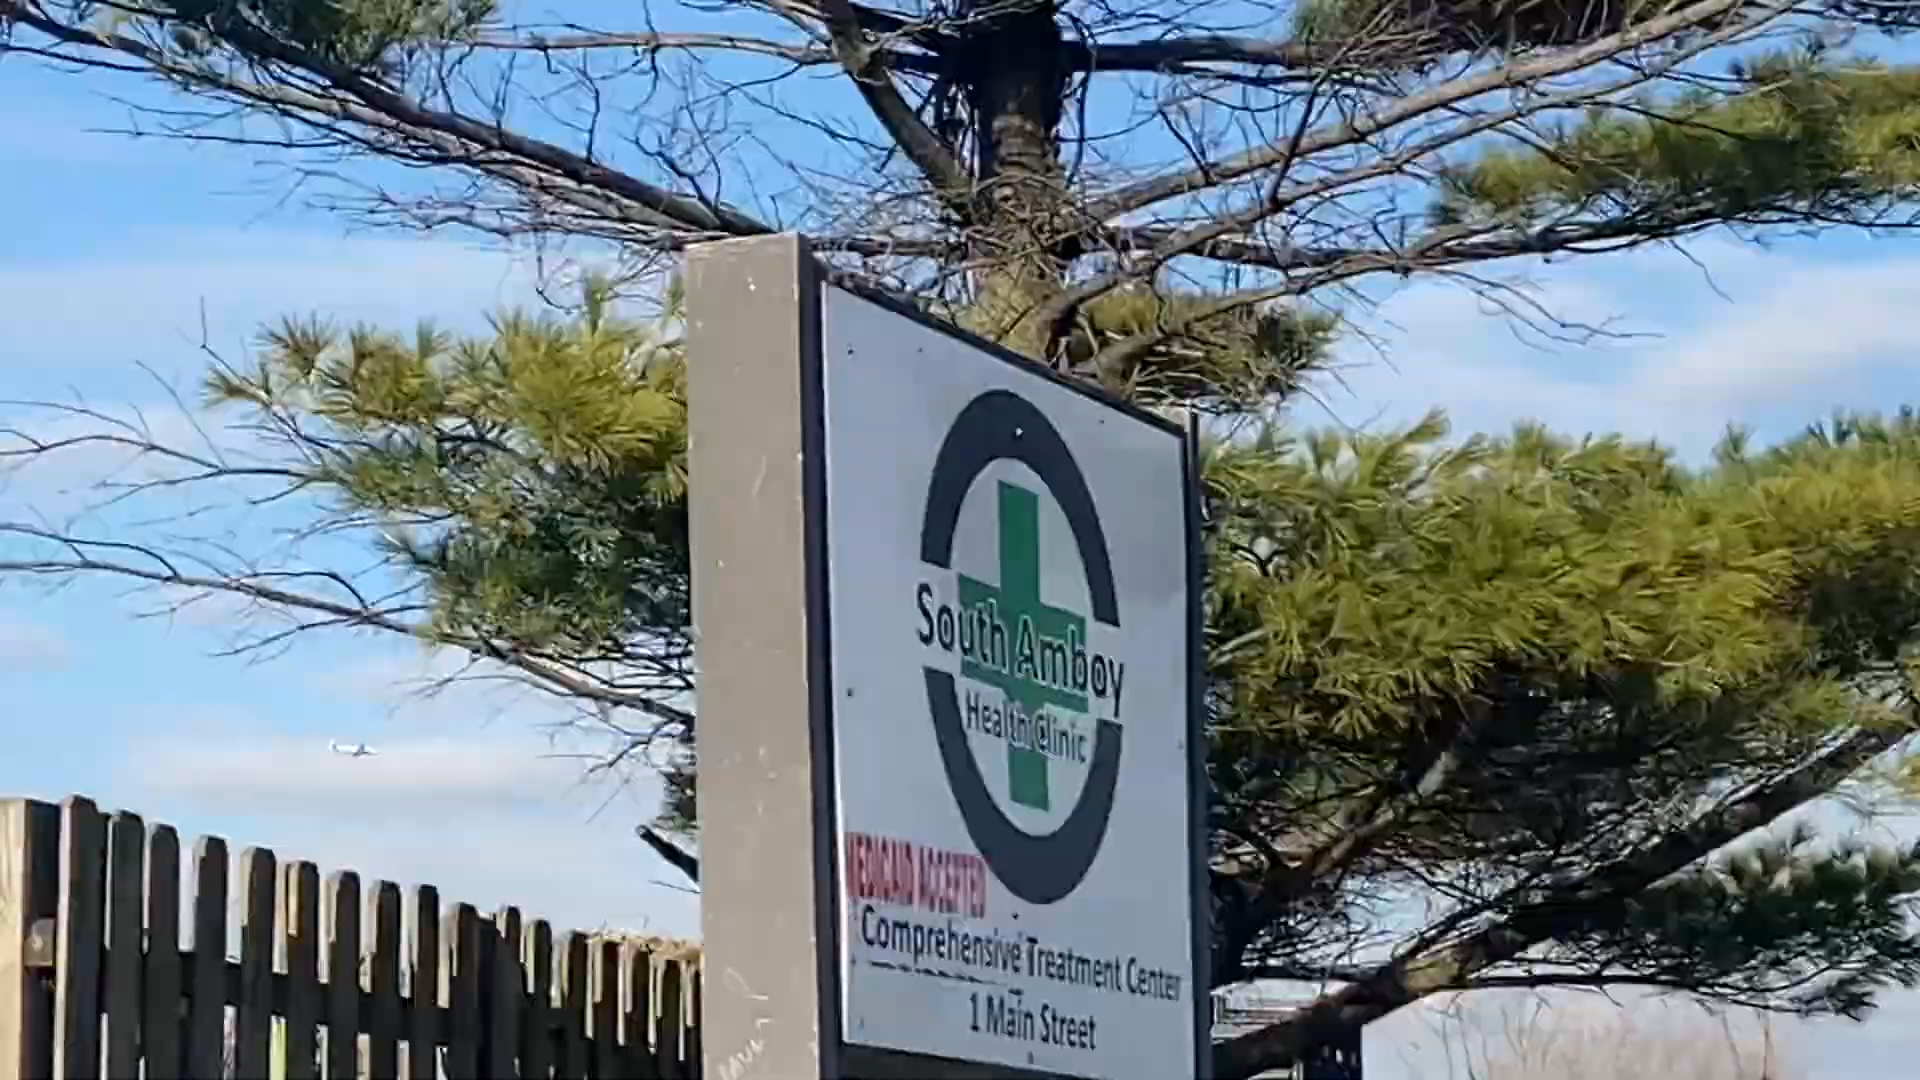 South Amboy
Health Clinic
MEDICAID ACCEPTED
Comprehensive Treatment Center
1 Main Street